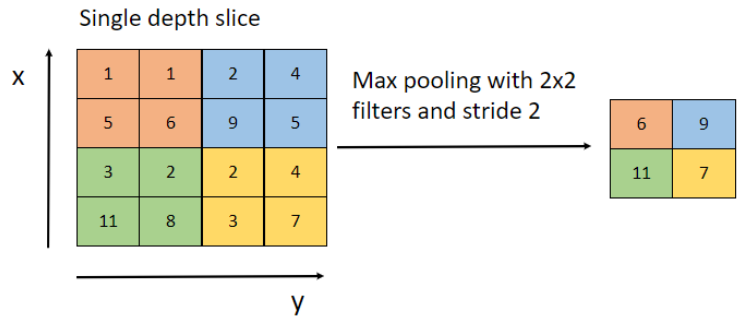 Single depth slice
x
1 1 2 4
5 6 9 5
3 2 2 4
11 8 3 7
y
Max pooling with 2x2
filters and stride 2
6 9
11 7